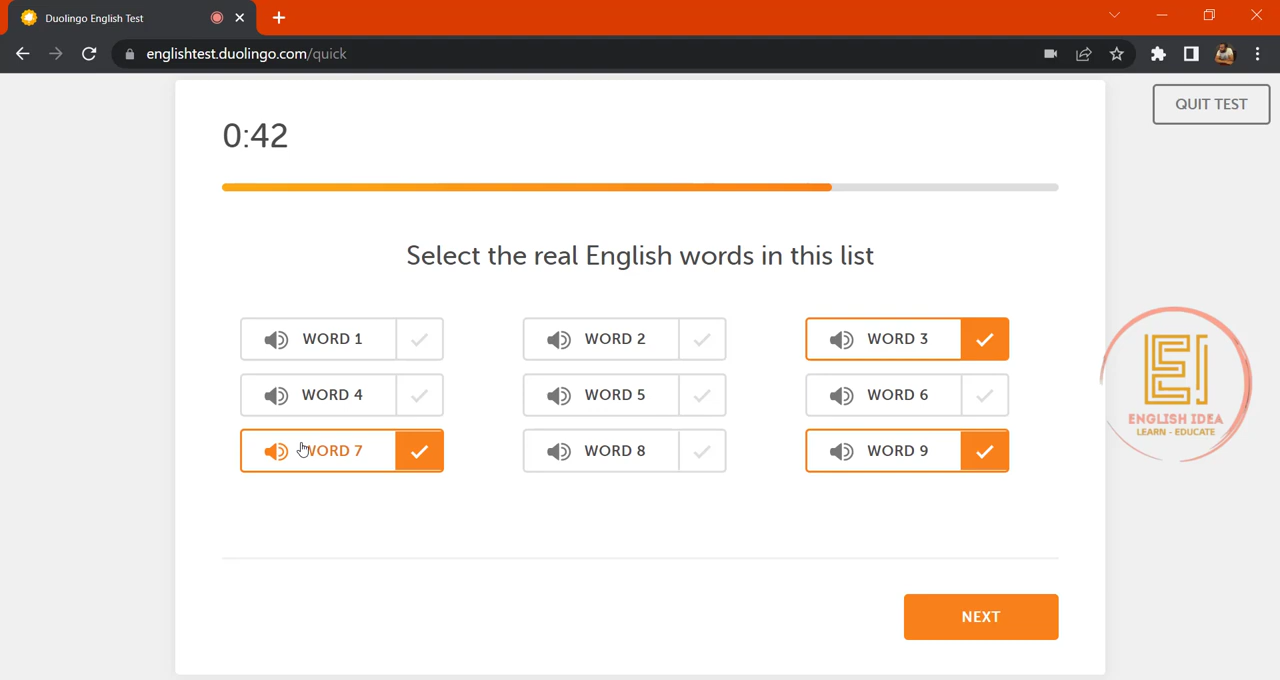 Duolingo English Test
englishtest.duolingo.com/quick
QUIT TEST
0:42
Select the real English words in this list
WORD 1
WORD 2
WORD 3
WORD 4
WORD 5
WORD 6
WORD 7
WORD 8
WORD 9
NEXT
EI
ENGLISH IDEA
LEARN - EDUCATE